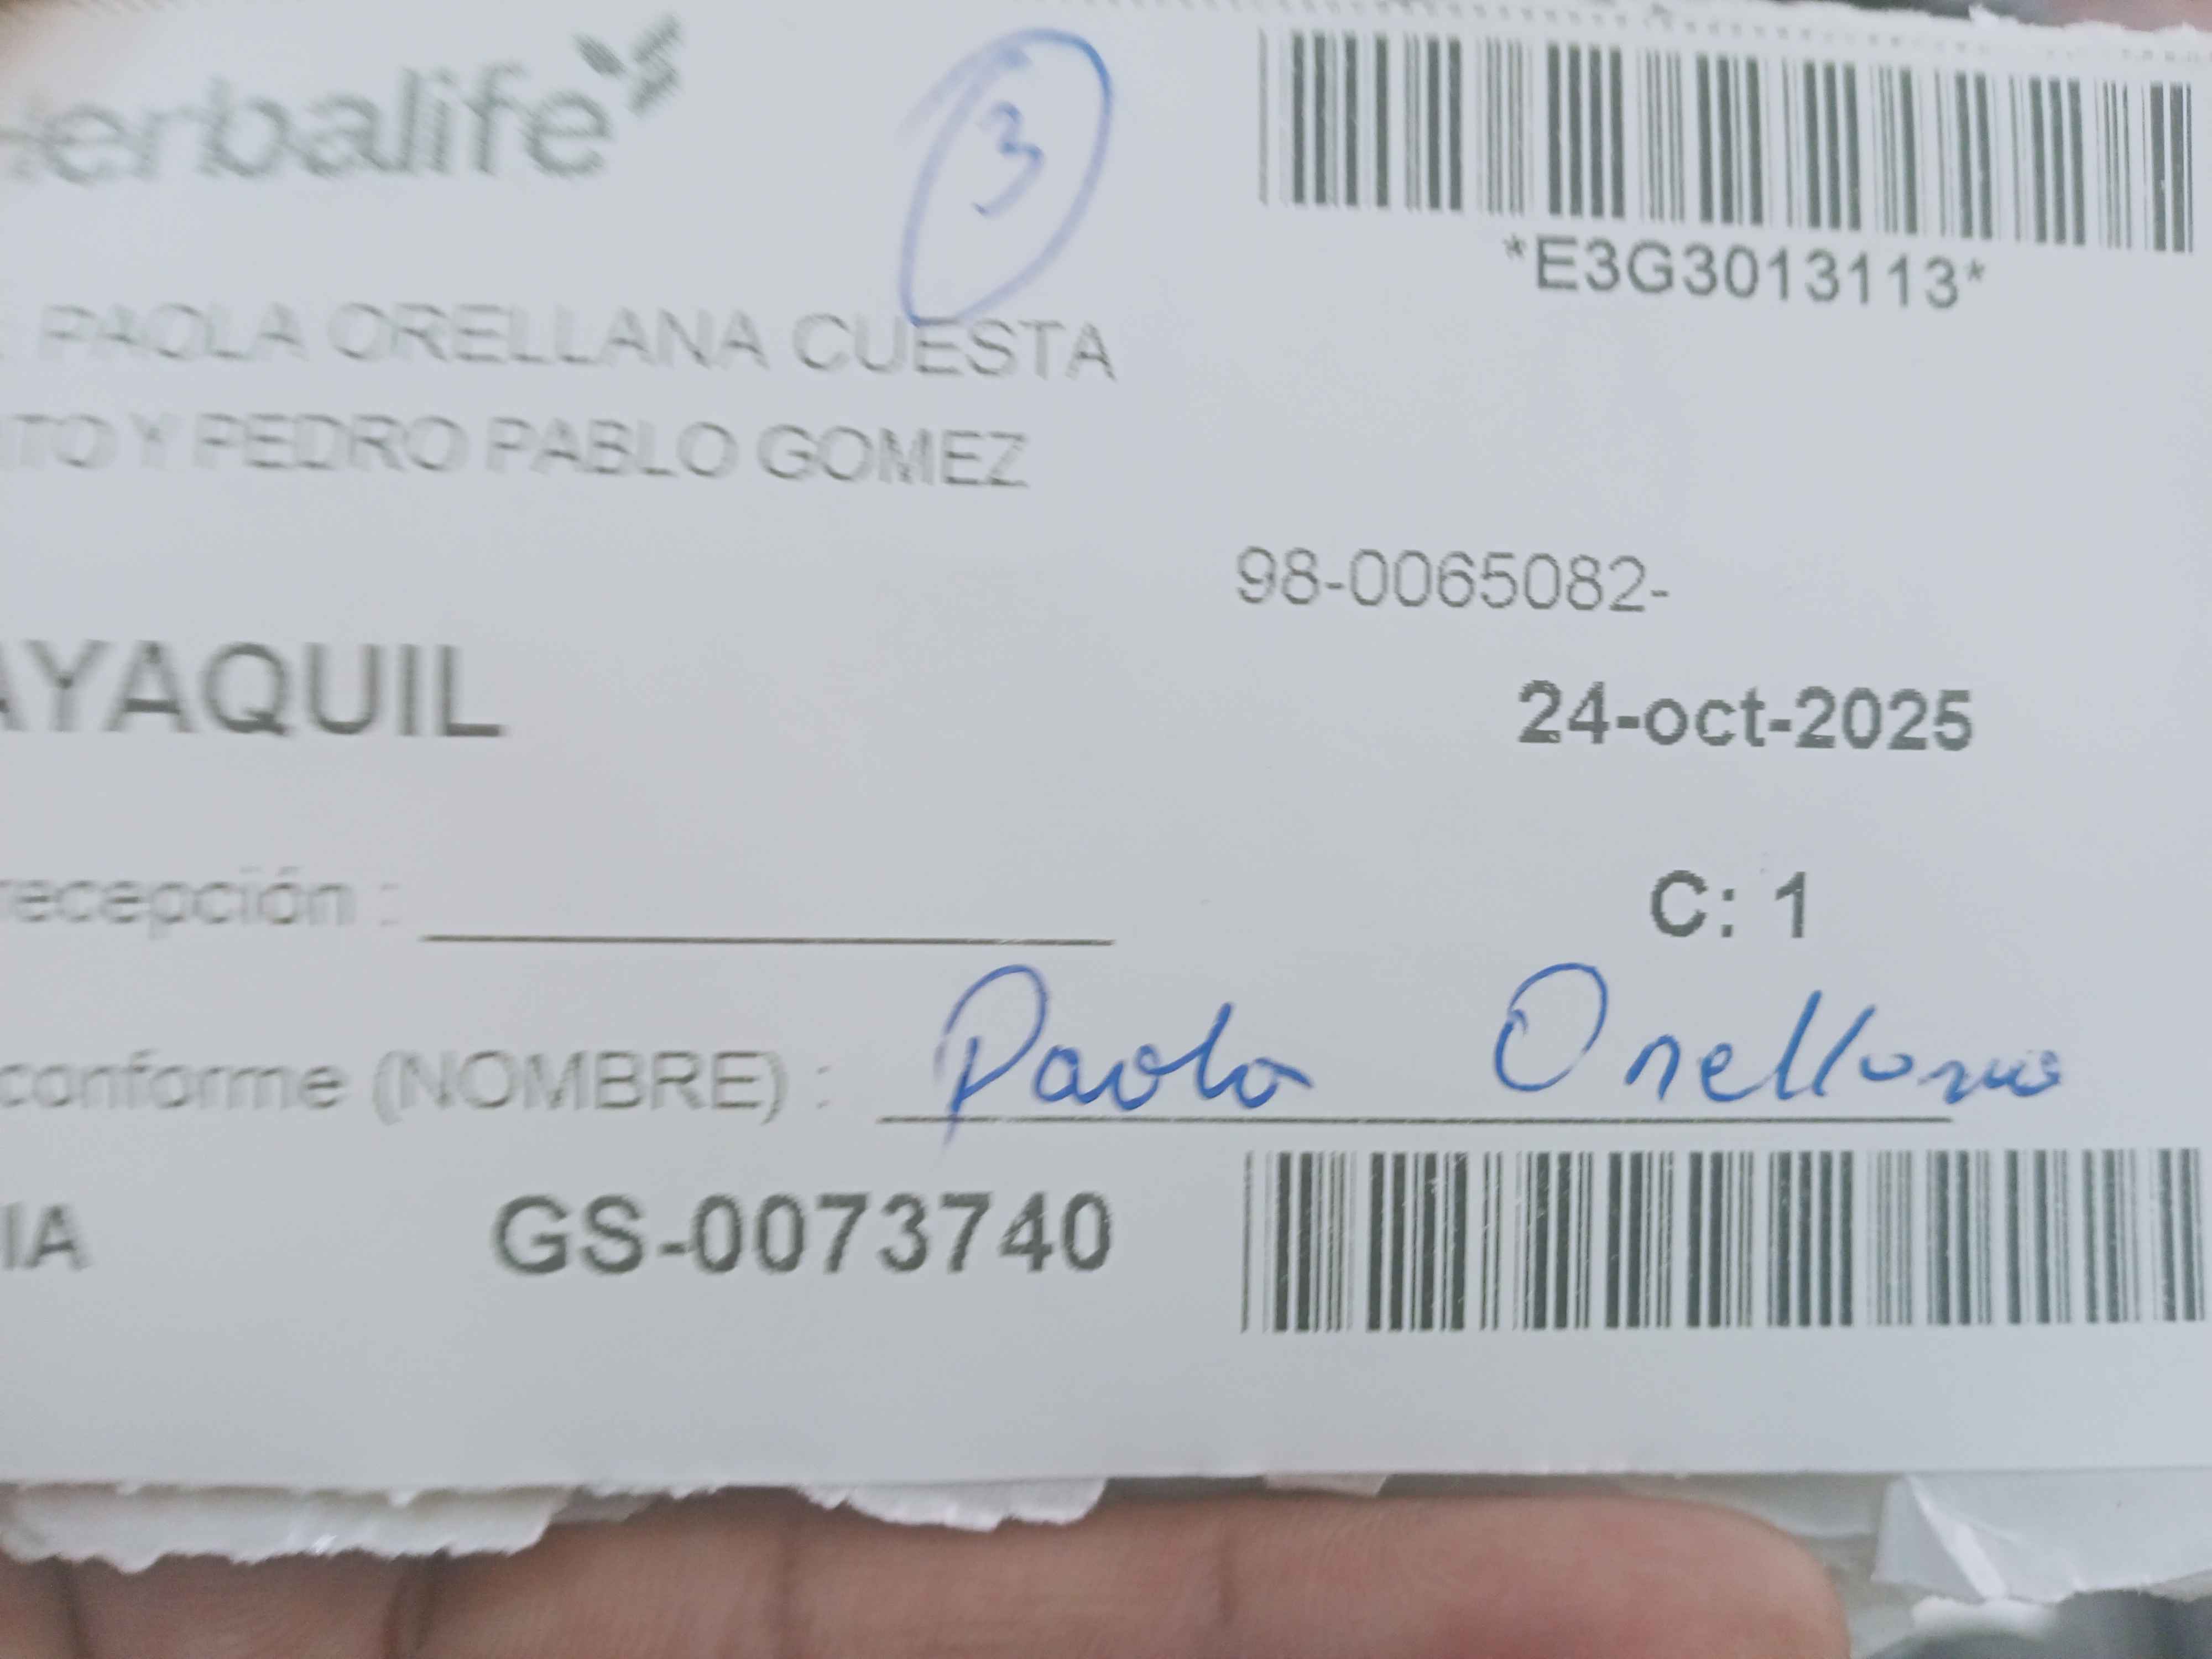 Herbalife
3
*E3G3013113*
PAOLA ORELLANA CUESTA
TO Y PEDRO PABLO GOMEZ
98-0065082-
AYAQUIL
24-oct-2025
recepción :
C: 1
conforme (NOMBRE) : Paola Orellana
IA GS-0073740